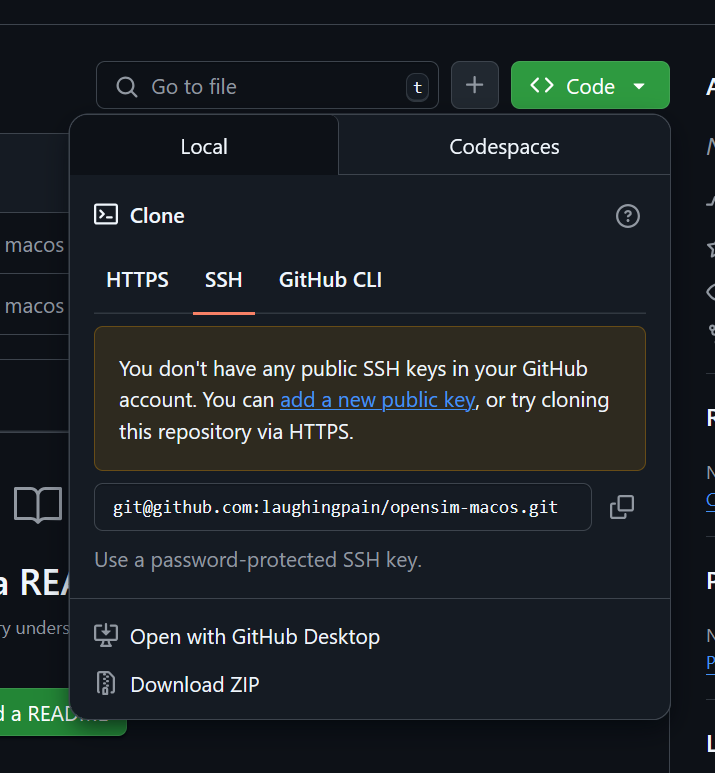 Go to file
t
Code
Local
Codespaces
Clone
macos
HTTPS
SSH
GitHub CLI
macos
You don't have any public SSH keys in your GitHub
account. You can add a new public key, or try cloning
this repository via HTTPS.
git@github.com:laughingpain/opensim-macos.git
Use a password-protected SSH key.
a REA
ry unders
Open with GitHub Desktop
Download ZIP
d a README